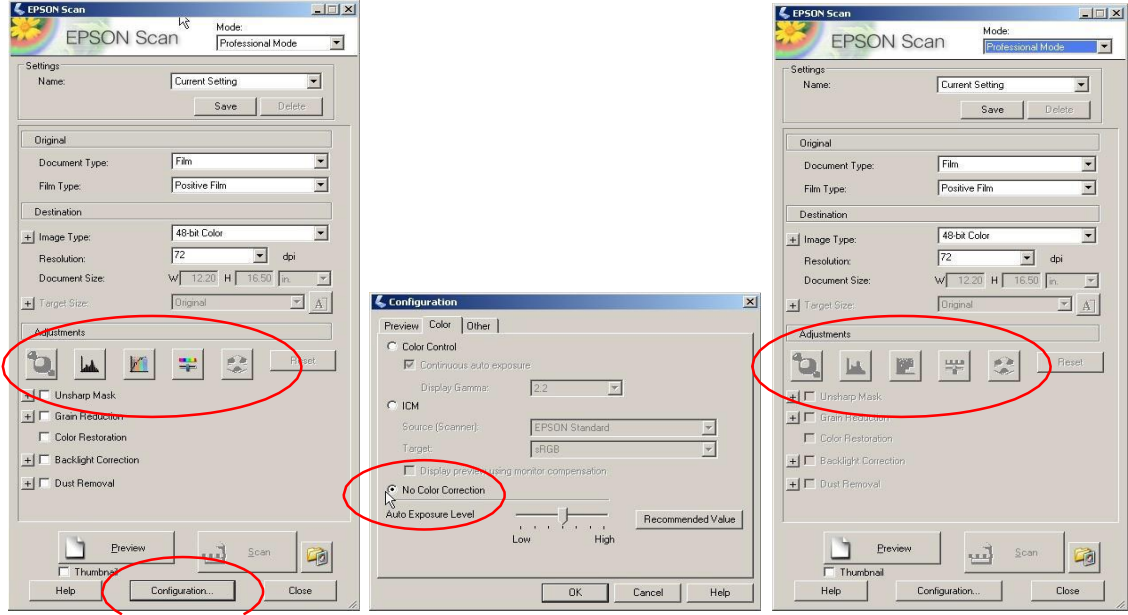 EPSON Scan
EPSON Scan
Mode:
Professional Mode
Settings
Name:
Current Setting
Save
Delete
Original
Document Type:
Film
Film Type:
Positive Film
Destination
+ Image Type:
48-bit Color
Resolution:
72
dpi
Document Size:
W 12.20 H 16.50 in.
+ Target Size:
Original
A
Adjustments
Reset
+ Unsharp Mask
+ Grain Reduction
Color Restoration
+ Backlight Correction
+ Dust Removal
Preview
Scan
Thumbnail
Help
Configuration...
Close
Configuration
Preview
Color
Other
Color Control
Continuous auto exposure
Display Gamma:
2.2
ICM
Source (Scanner):
EPSON Standard
Target:
sRGB
Display preview using monitor compensation
No Color Correction
Auto Exposure Level
Low
High
Recommended Value
OK
Cancel
Help
EPSON Scan
EPSON Scan
Mode:
Professional Mode
Settings
Name:
Current Setting
Save
Delete
Original
Document Type:
Film
Film Type:
Positive Film
Destination
+ Image Type:
48-bit Color
Resolution:
72
dpi
Document Size:
W 12.20 H 16.50 in.
+ Target Size:
Original
A
Adjustments
Reset
+ Unsharp Mask
+ Grain Reduction
Color Restoration
+ Backlight Correction
+ Dust Removal
Preview
Scan
Thumbnail
Help
Configuration...
Close